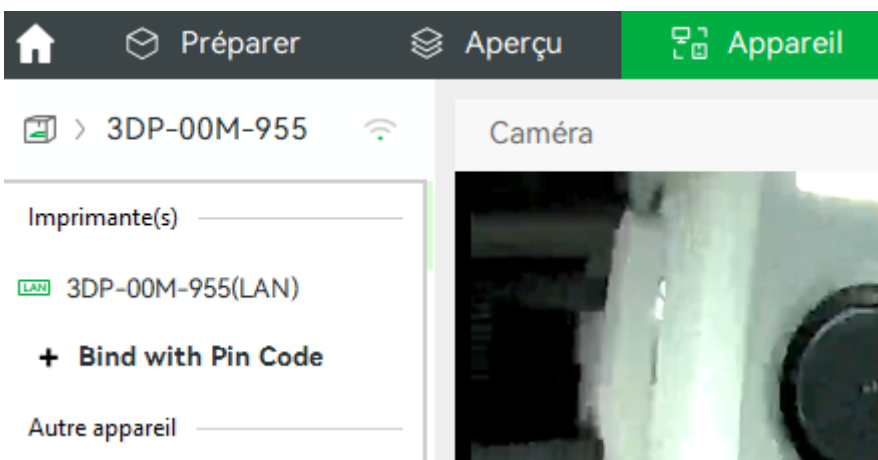 Préparer Aperçu Appareil
3DP-00M-955
Caméra
Imprimante(s)
LAN 3DP-00M-955(LAN)
+ Bind with Pin Code
Autre appareil